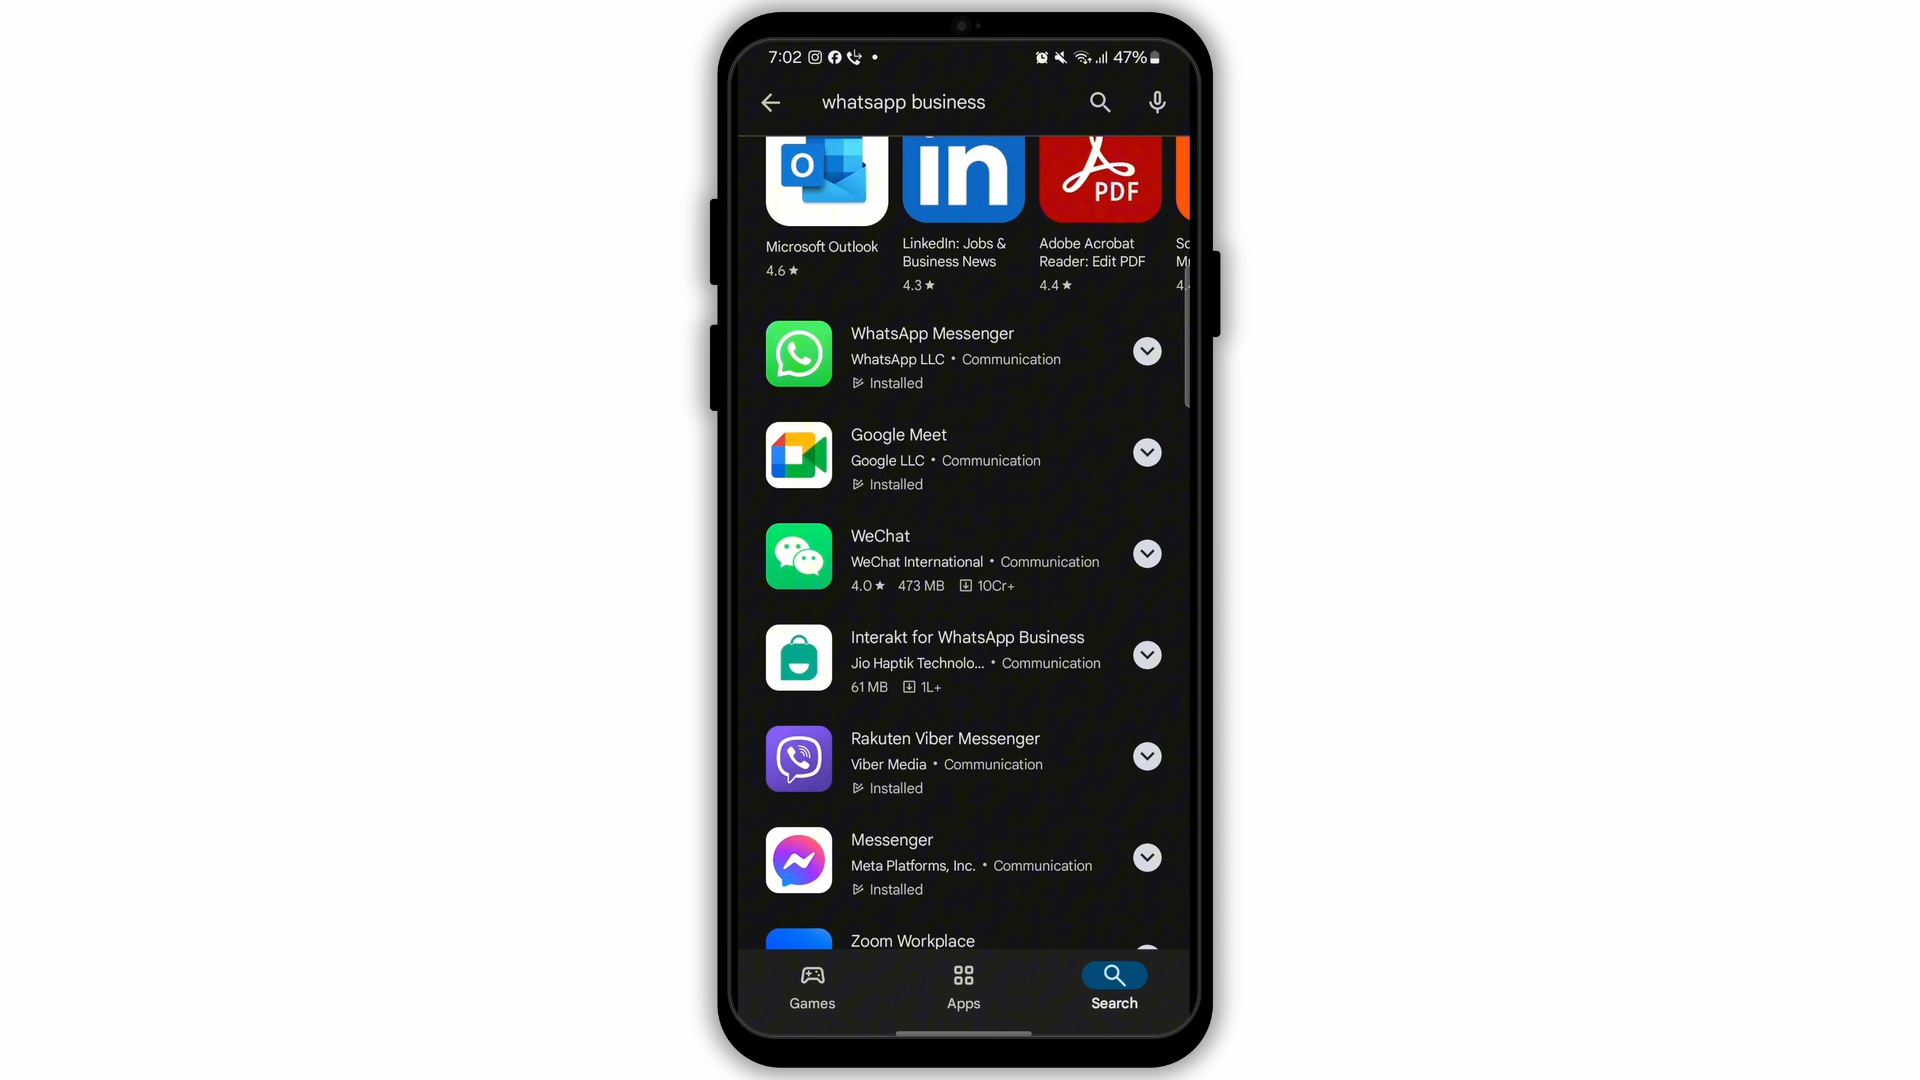 7:02 47%
whatsapp business
O
in
PDF
Microsoft Outlook
4.6★
LinkedIn: Jobs &
Business News
4.3★
Adobe Acrobat
Reader: Edit PDF
4.4★
WhatsApp Messenger
WhatsApp LLC • Communication
Installed
Google Meet
Google LLC • Communication
Installed
WeChat
WeChat International • Communication
4.0★ 473 MB 10Cr+
Interakt for WhatsApp Business
Jio Haptik Technolo... • Communication
61 MB 1L+
Rakuten Viber Messenger
Viber Media • Communication
Installed
Messenger
Meta Platforms, Inc. • Communication
Installed
Zoom Workplace
Games
Apps
Search